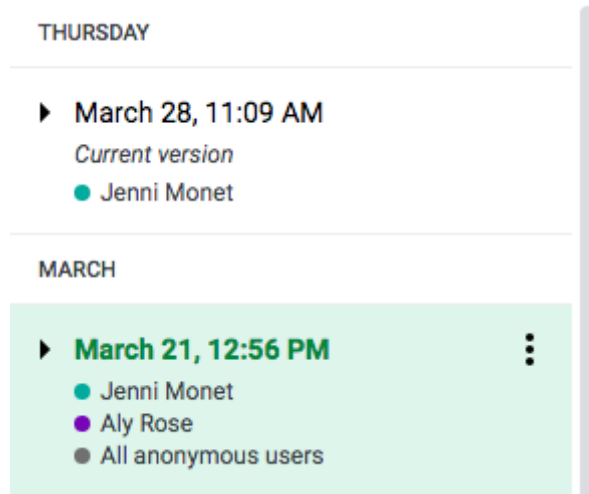 THURSDAY
March 28, 11:09 AM
Current version
Jenni Monet
MARCH
March 21, 12:56 PM
Jenni Monet
Aly Rose
All anonymous users